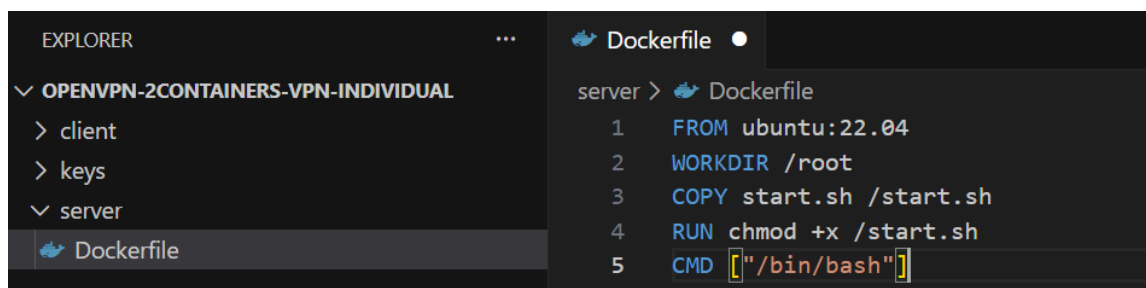 EXPLORER ...
OPENVPN-2CONTAINERS-VPN-INDIVIDUAL
client
keys
server
Dockerfile
Dockerfile
server > Dockerfile
1 FROM ubuntu:22.04
2 WORKDIR /root
3 COPY start.sh /start.sh
4 RUN chmod +x /start.sh
5 CMD ["/bin/bash"]